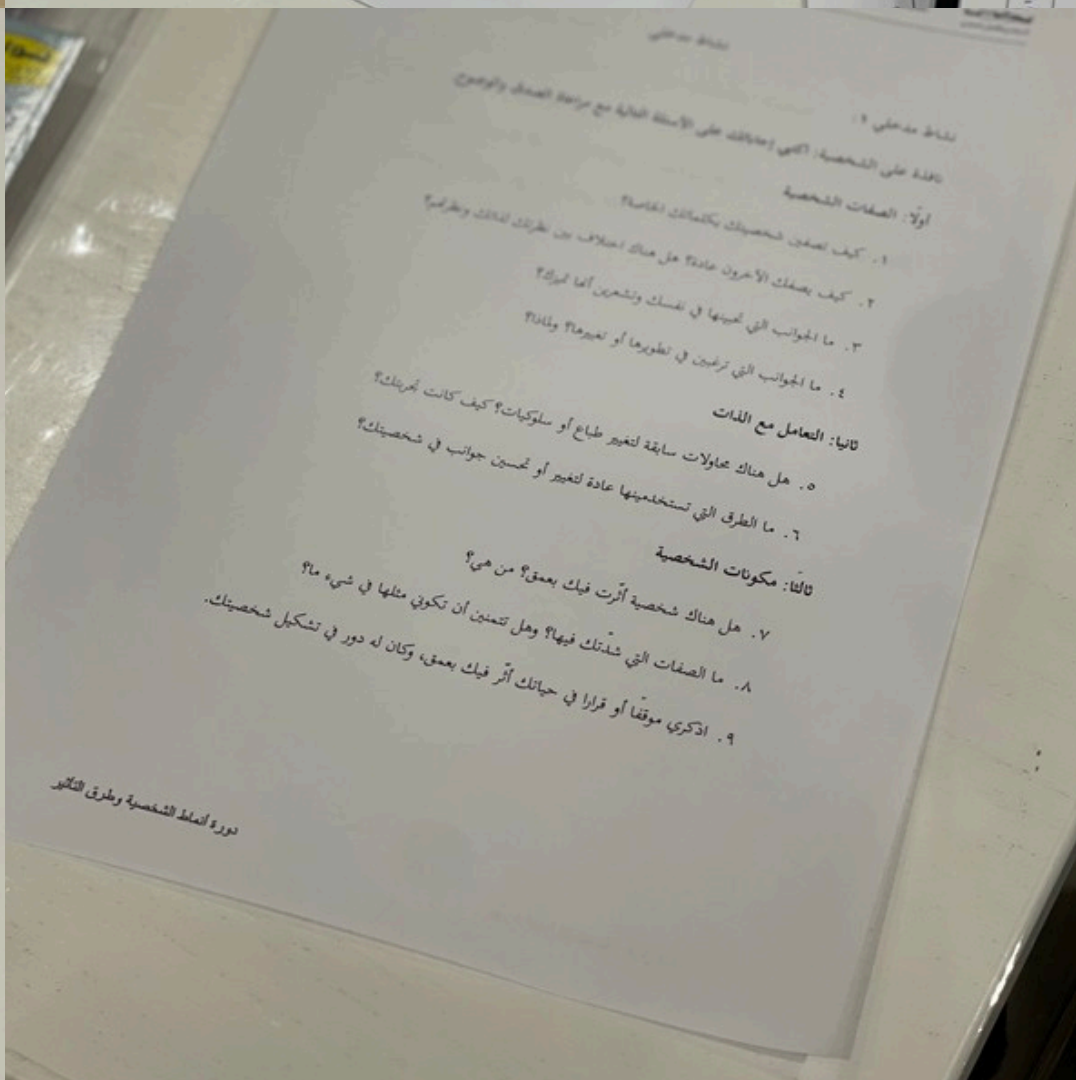 نشاط مدخلي
نشاط مدخلي ١:
نافذة على الشخصية: اكتبي إجاباتك على الأسئلة التالية مع مراعاة الصدق والوضوح
أولًا: الصفات الشخصية
١. كيف تصفين شخصيتك بكلماتك الخاصة؟
٢. كيف يصفك الآخرون عادة؟ هل هناك اختلاف بين نظرتك لذاتك ونظرتهم؟
٣. ما الجوانب التي تحبينها في نفسك وتشعرين أنها تميزك؟
٤. ما الجوانب التي ترغبين في تطويرها أو تغييرها؟ ولماذا؟
ثانيا: التعامل مع الذات
٥. هل هناك محاولات سابقة لتغيير طباع أو سلوكيات؟ كيف كانت تجربتك؟
٦. ما الطرق التي تستخدمينها عادة لتغيير أو تحسين جوانب في شخصيتك؟
ثالثًا: مكونات الشخصية
٧. هل هناك شخصية أثّرت فيك بعمق؟ من هي؟
٨. ما الصفات التي شدّتك فيها؟ وهل تتمنين أن تكوني مثلها في شيء ما؟
٩. اذكري موقفًا أو قرارا في حياتك أثّر فيك بعمق، وكان له دور في تشكيل شخصيتك.
دورة أنماط الشخصية وطرق التأثير